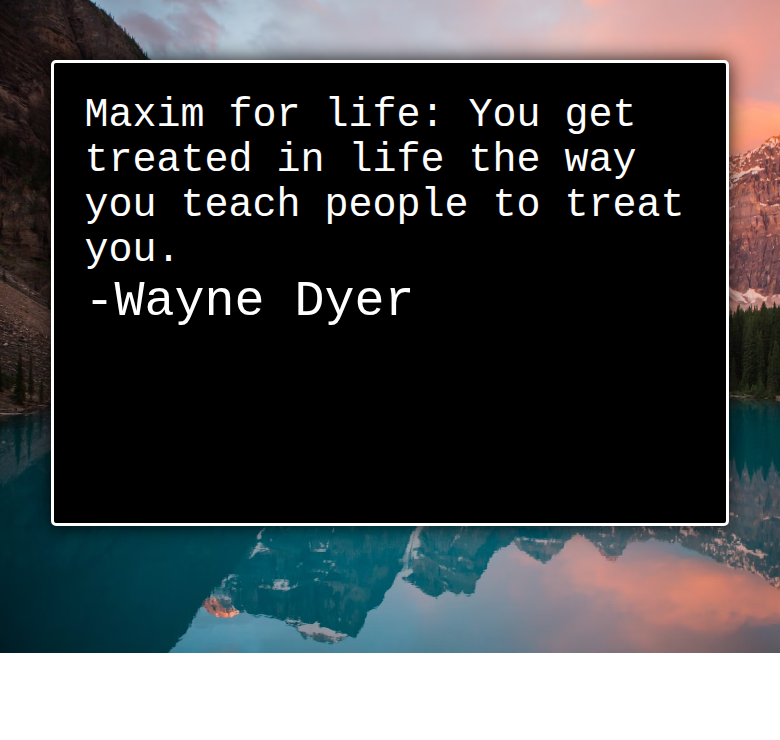 Maxim for life: You get
treated in life the way
you teach people to treat
you.
-Wayne Dyer